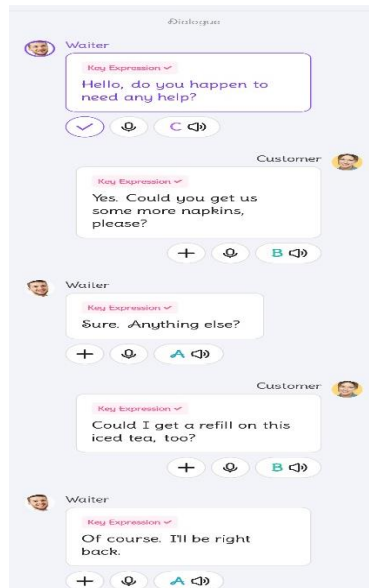 Dialogue
Waiter
Key Expression ✓
Hello, do you happen to
need any help?
C
Customer
Key Expression ✓
Yes. Could you get us
some more napkins,
please?
B
Waiter
Key Expression ✓
Sure. Anything else?
A
Customer
Key Expression ✓
Could I get a refill on this
iced tea, too?
B
Waiter
Key Expression ✓
Of course. I'll be right
back.
A